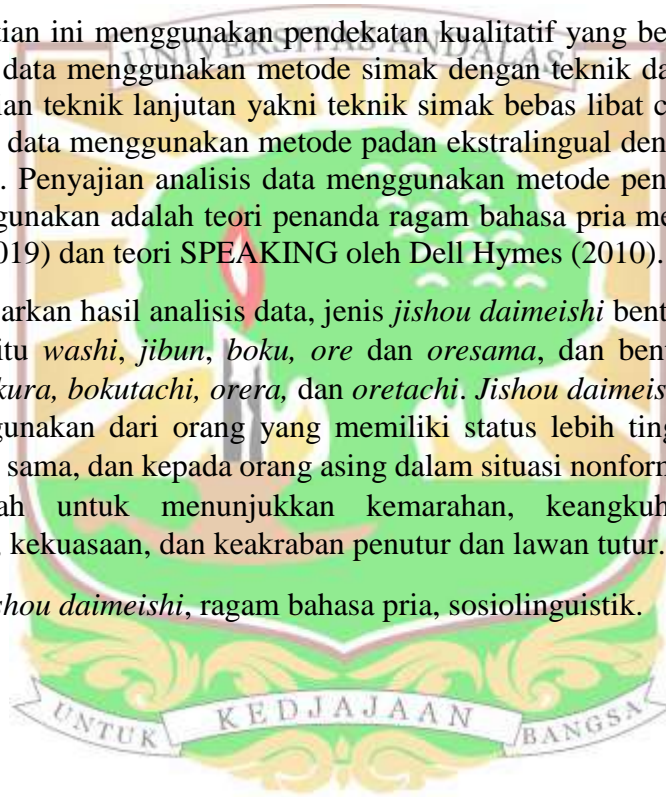 tian ini menggunakan pendekatan kualitatif yang be
UNIVERSITAS ANDALAS
data menggunakan metode simak dengan teknik da
an teknik lanjutan yakni teknik simak bebas libat c
data menggunakan metode padan ekstralingual den
. Penyajian analisis data menggunakan metode pen
gunakan adalah teori penanda ragam bahasa pria me
019) dan teori SPEAKING oleh Dell Hymes (2010).
arkan hasil analisis data, jenis jishou daimeishi bent
itu washi, jibun, boku, ore dan oresama, dan bent
kura, bokutachi, orera, dan oretachi. Jishou daimeis
gunakan dari orang yang memiliki status lebih ting
sama, dan kepada orang asing dalam situasi nonform
ah untuk menunjukkan kemarahan, keangkuh
, kekuasaan, dan keakraban penutur dan lawan tutur.
shou daimeishi, ragam bahasa pria, sosiolinguistik.
UNTUK KEDJAJAAN BANGSA